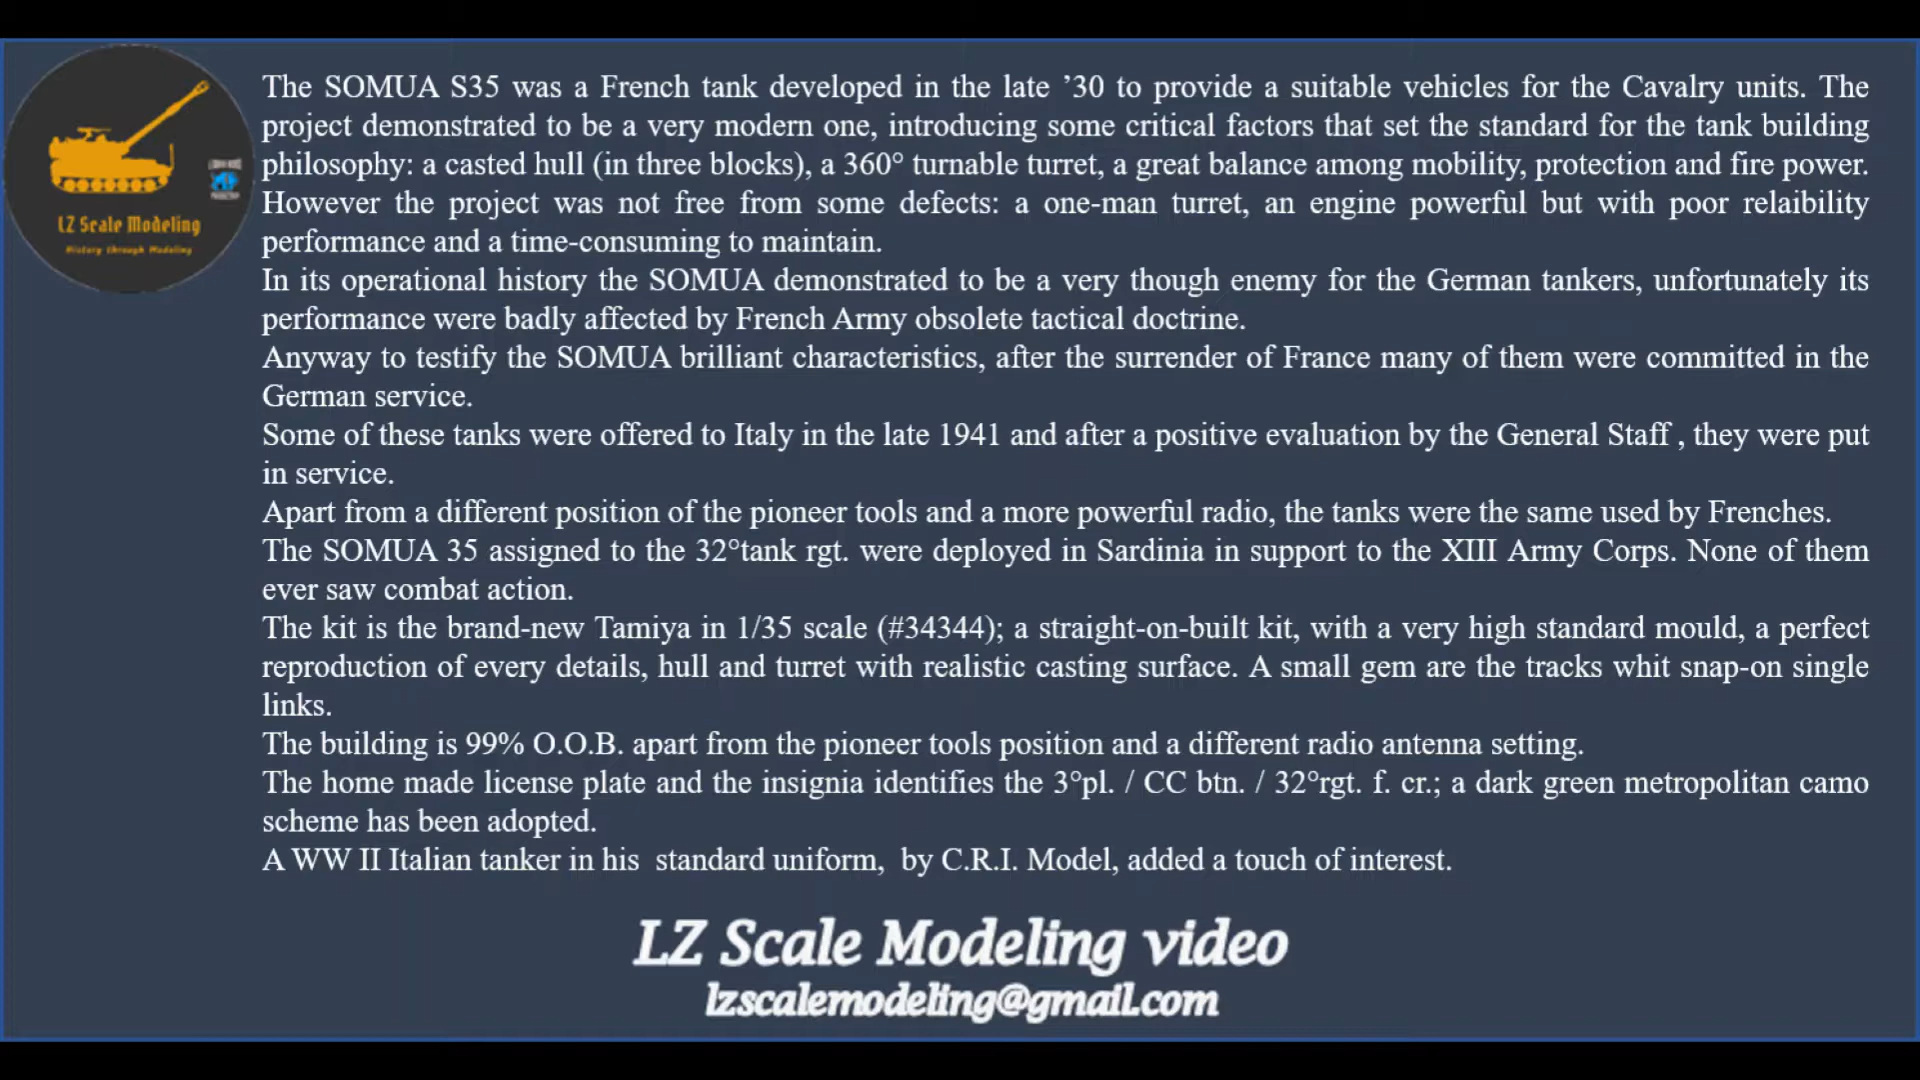 The SOMUA S35 was a French tank developed in the late ’30 to provide a suitable vehicles for the Cavalry units. The
project demonstrated to be a very modern one, introducing some critical factors that set the standard for the tank building
philosophy: a casted hull (in three blocks), a 360° turnable turret, a great balance among mobility, protection and fire power.
However the project was not free from some defects: a one-man turret, an engine powerful but with poor relaibility
performance and a time-consuming to maintain.
In its operational history the SOMUA demonstrated to be a very though enemy for the German tankers, unfortunately its
performance were badly affected by French Army obsolete tactical doctrine.
Anyway to testify the SOMUA brilliant characteristics, after the surrender of France many of them were committed in the
German service.
Some of these tanks were offered to Italy in the late 1941 and after a positive evaluation by the General Staff , they were put
in service.
Apart from a different position of the pioneer tools and a more powerful radio, the tanks were the same used by Frenches.
The SOMUA 35 assigned to the 32°tank rgt. were deployed in Sardinia in support to the XIII Army Corps. None of them
ever saw combat action.
The kit is the brand-new Tamiya in 1/35 scale (#34344); a straight-on-built kit, with a very high standard mould, a perfect
reproduction of every details, hull and turret with realistic casting surface. A small gem are the tracks whit snap-on single
links.
The building is 99% O.O.B. apart from the pioneer tools position and a different radio antenna setting.
The home made license plate and the insignia identifies the 3°pl. / CC btn. / 32°rgt. f. cr.; a dark green metropolitan camo
scheme has been adopted.
A WW II Italian tanker in his  standard uniform,  by C.R.I. Model, added a touch of interest.
LZ Scale Modeling
History through Modeling
LZ Scale Modeling video
lzscalemodeling@gmail.com